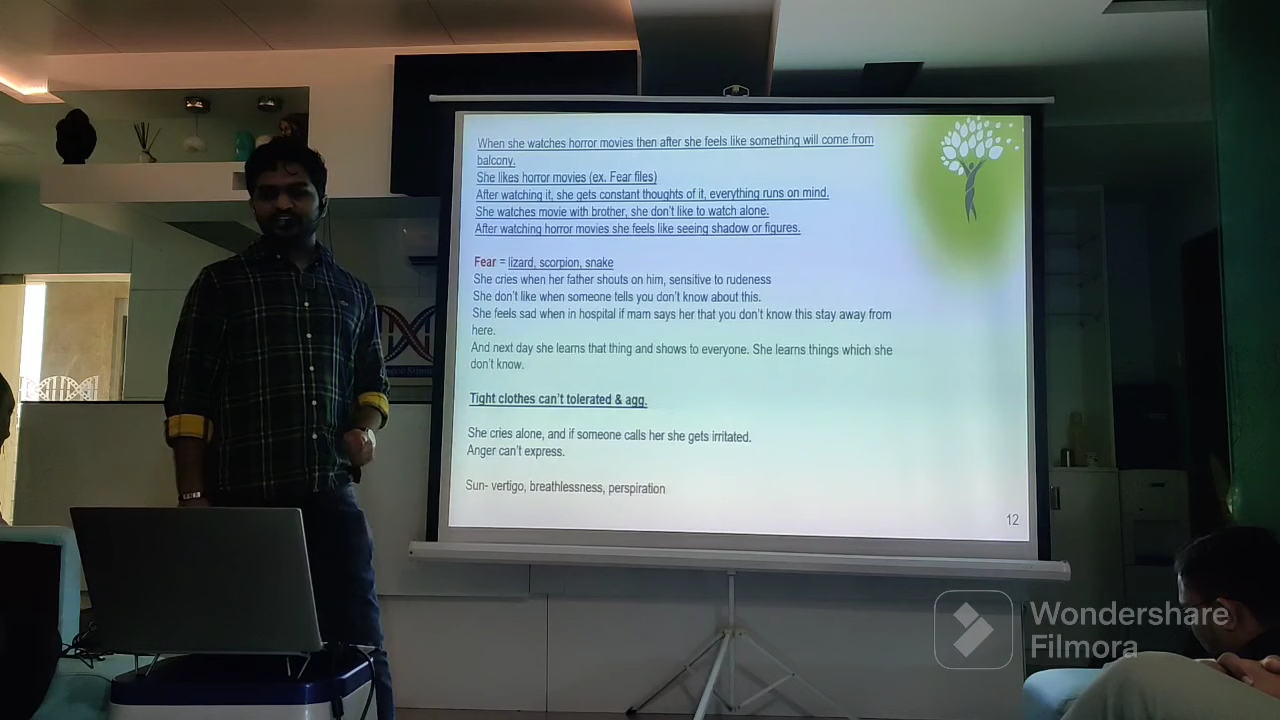 When she watches horror movies then after she feels like something will come from
balcony.
She likes horror movies (ex. Fear files)
After watching it, she gets constant thoughts of it, everything runs on mind.
She watches movie with brother, she don't like to watch alone.
After watching horror movies she feels like seeing shadow or figures.
Fear = lizard, scorpion, snake
She cries when her father shouts on him, sensitive to rudeness
She don't like when someone tells you don't know about this.
She feels sad when in hospital if mam says her that you don't know this stay away from
here.
And next day she learns that thing and shows to everyone. She learns things which she
don't know.
Tight clothes can't tolerated & agg.
She cries alone, and if someone calls her she gets irritated.
Anger can't express.
Sun- vertigo, breathlessness, perspiration
12
Wondershare
Filmora